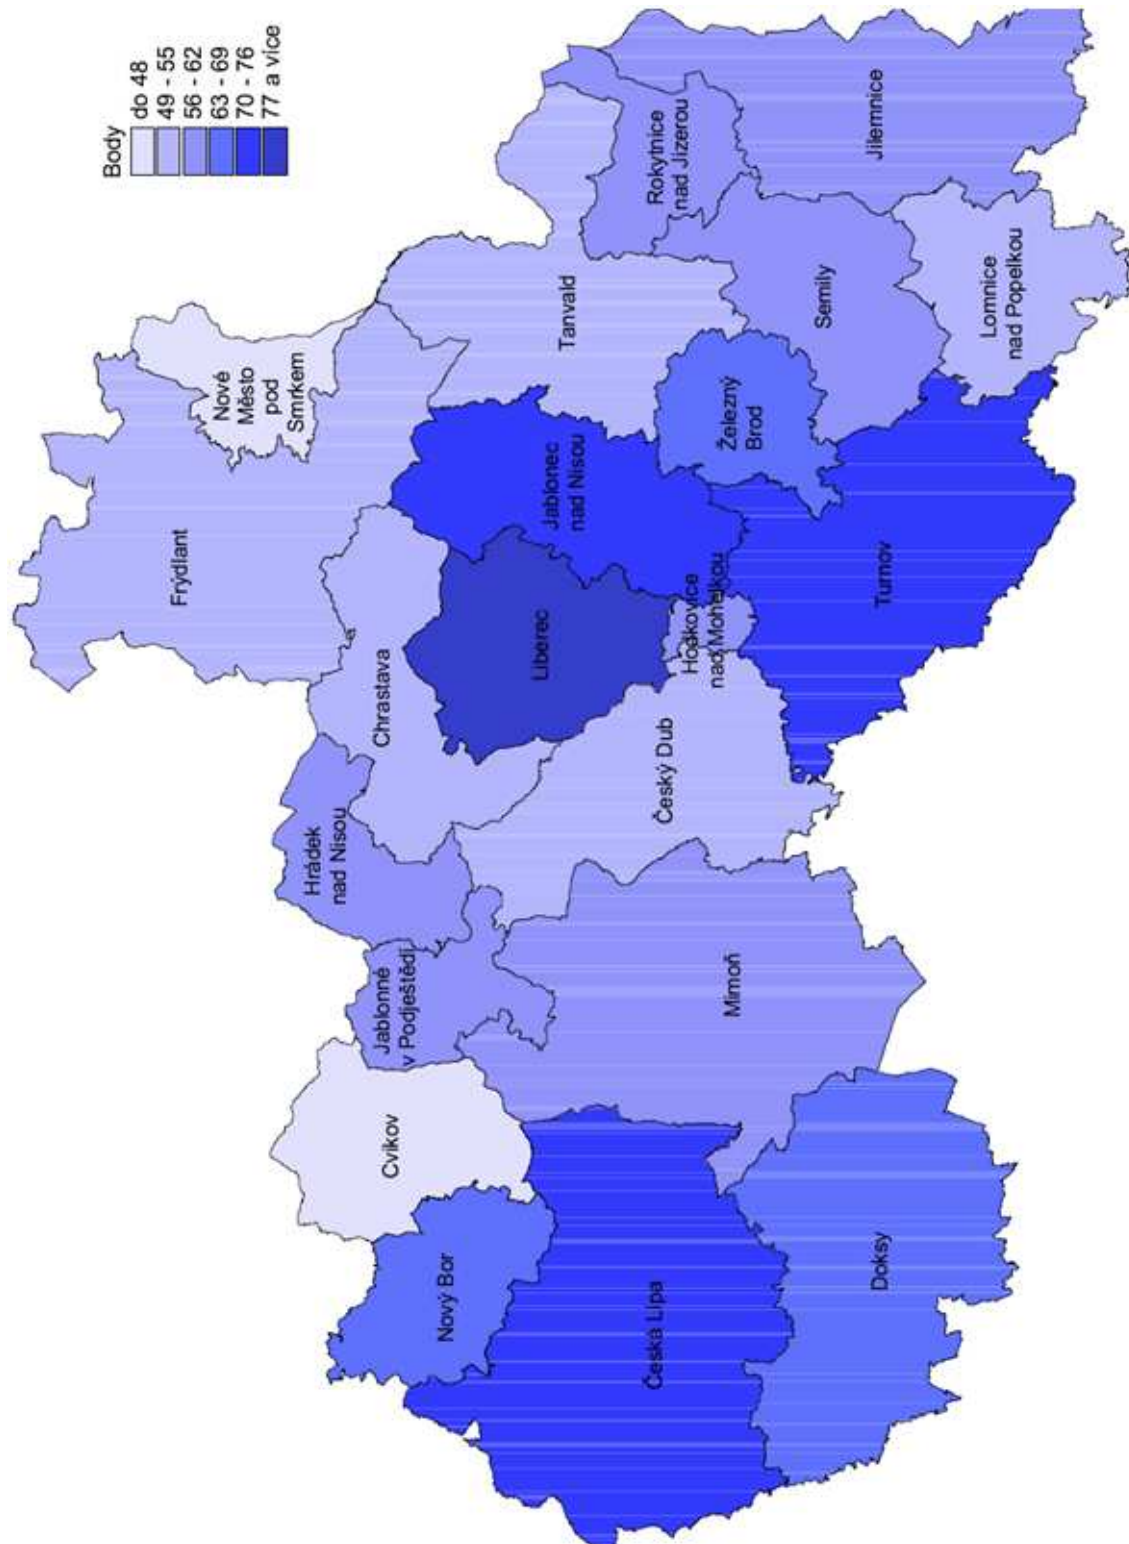 Body
do 48
49 - 55
56 - 62
63 - 69
70 - 76
77 a více
Frýdlant
Nové
Město
pod
Smrkem
Hrádek
nad Nisou
Chrastava
Jablonné
v Podještědí
Cvikov
Nový Bor
Liberec
Jablonec
nad Nisou
Tanvald
Rokytnice
nad Jizerou
Český Dub
Hodkovice
nad Mohelkou
Železný
Brod
Semily
Jilemnice
Česká Lípa
Mimoň
Turnov
Lomnice
nad Popelkou
Doksy